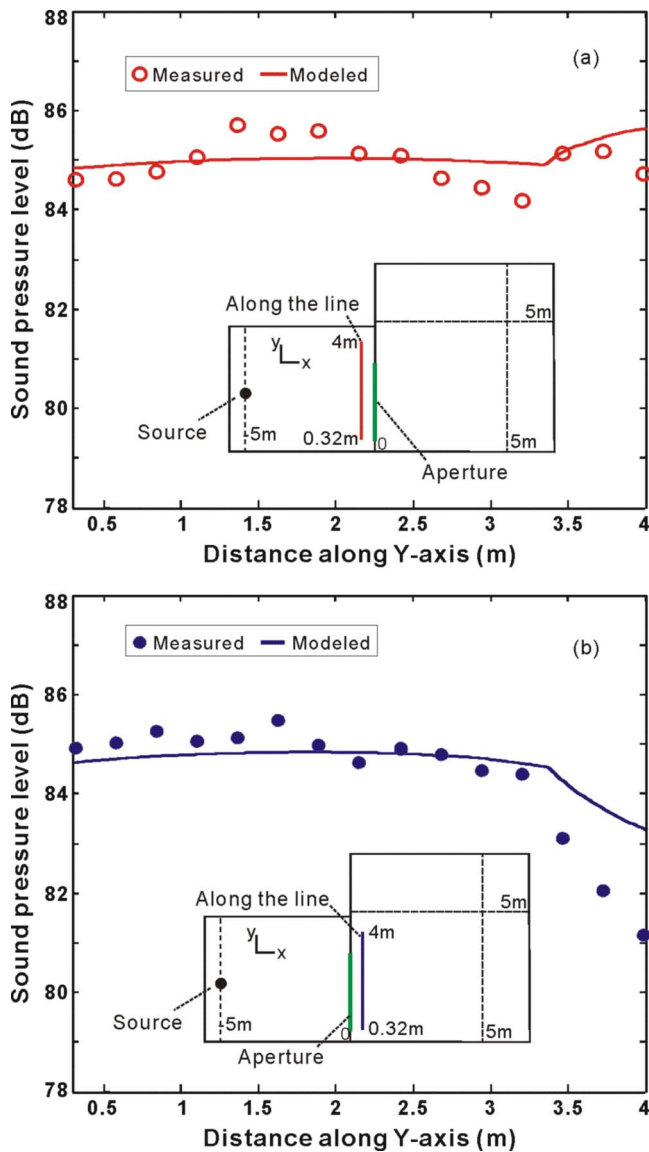 88
(a)
Measured
Modeled
86
84
82
80
78
Sound pressure level (dB)
Along the line
4m
5m
y
x
Source
-5m
0.32m
0
5m
Aperture
0.5
1
1.5
2
2.5
3
3.5
4
Distance along Y-axis (m)
88
(b)
Measured
Modeled
86
84
82
80
78
Sound pressure level (dB)
Along the line
4m
5m
y
x
Source
-5m
0.32m
0
5m
Aperture
0.5
1
1.5
2
2.5
3
3.5
4
Distance along Y-axis (m)